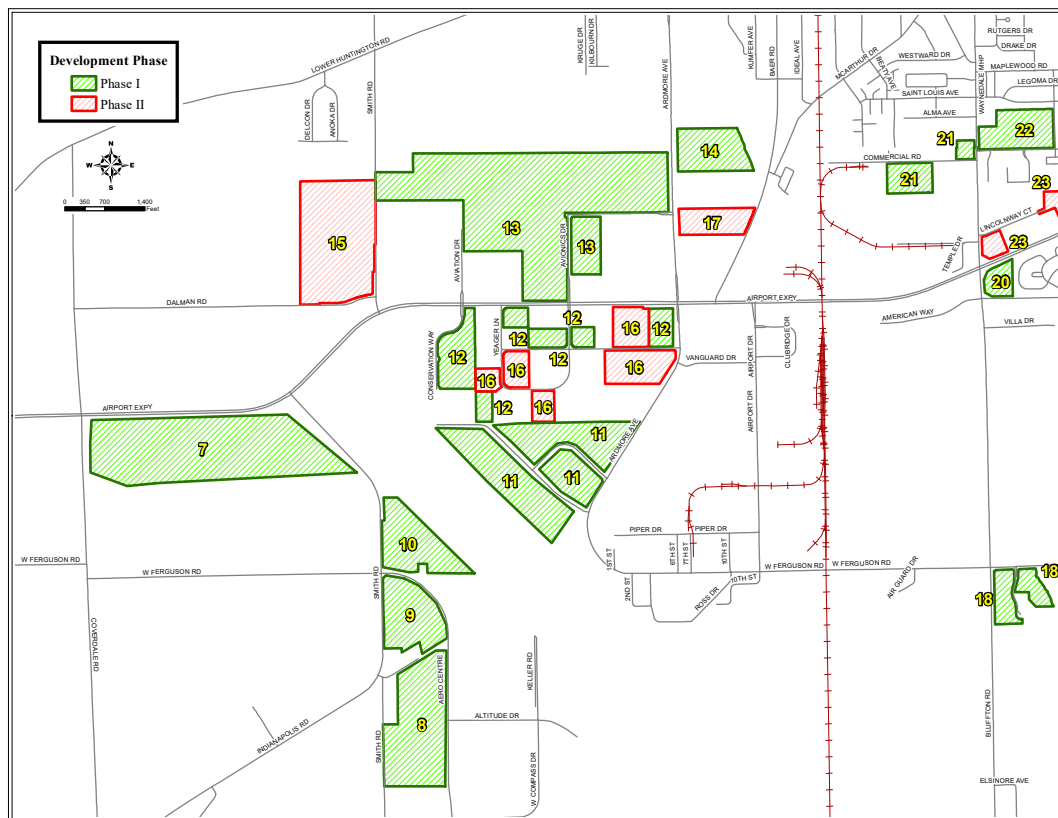 Development Phase
Phase I
Phase II
N
W
E
S
0 350 700 1,400
Feet
LOWER HUNTINGTON RD
SMITH RD
DELCON DR
ANOKA DR
KRUGE DR
KILBOURN DR
ARDMORE AVE
KUMFER AVE
BAER RD
IDEAL AVE
MCARTHUR DR
BEATY AVE
WESTWARD DR
RUTGERS DR
DRAKE DR
MAPLEWOOD RD
LEGOMA DR
WAYNEDALE MHP
SAINT LOUIS AVE
ALMA AVE
22
21
14
COMMERCIAL RD
21
23
15
13
17
LINCOLNWAY CT
AVIATION DR
AVIONICS DR
13
23
TEMPLE DR
20
DALMAN RD
AIRPORT EXPY
AMERICAN WAY
VILLA DR
12
16
12
12
YEAGER LN
CONSERVATION WAY
12
12
16
16
VANGUARD DR
AIRPORT DR
CLUBRIDGE DR
16
12
16
AIRPORT EXPY
AIRPORT DR
7
11
ARDMORE AVE
11
11
10
PIPER DR
PIPER DR
1ST ST
6TH ST
7TH ST
10TH ST
W FERGUSON RD
W FERGUSON RD
SMITH RD
W FERGUSON RD
W FERGUSON RD
10TH ST
2ND ST
ROSS DR
AIR GUARD DR
18
18
9
COVERDALE RD
AERO CENTRE
KELLER RD
8
ALTITUDE DR
INDIANAPOLIS RD
SMITH RD
W COMPASS DR
BLUFFTON RD
ELSINORE AVE